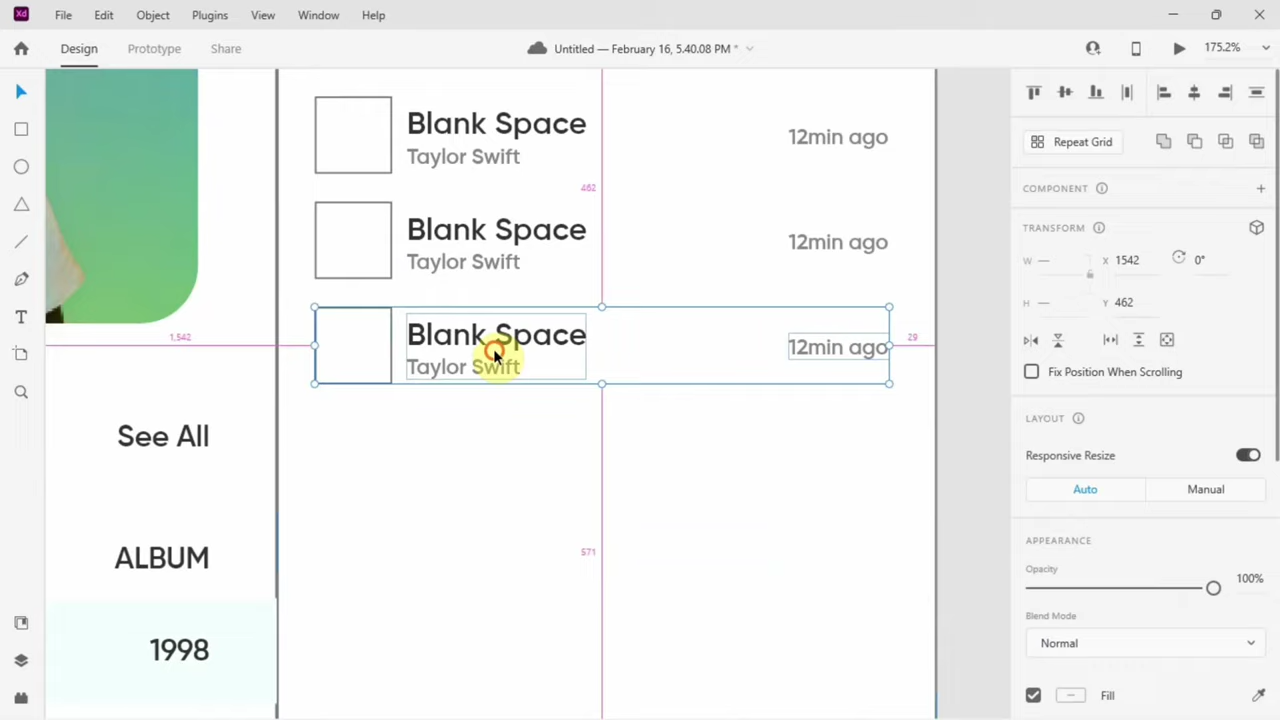 Xd File Edit Object Plugins View Window Help
Design Prototype Share Untitled — February 16, 5.40.08 PM * 175.2%
Blank Space
Taylor Swift
12min ago
462
Blank Space
Taylor Swift
12min ago
1,542
Blank Space
Taylor Swift
12min ago
29
See All
571
ALBUM
1998
Repeat Grid
COMPONENT
TRANSFORM
W — X 1542 0°
H — Y 462
Fix Position When Scrolling
LAYOUT
Responsive Resize
Auto Manual
APPEARANCE
Opacity
100%
Blend Mode
Normal
Fill